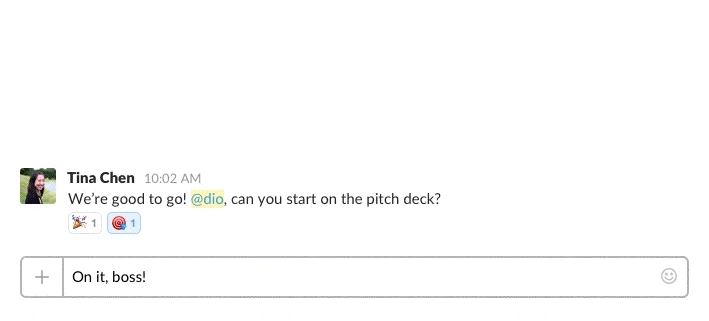 Tina Chen 10:02 AM
We're good to go! @dio, can you start on the pitch deck?
1 1
On it, boss!